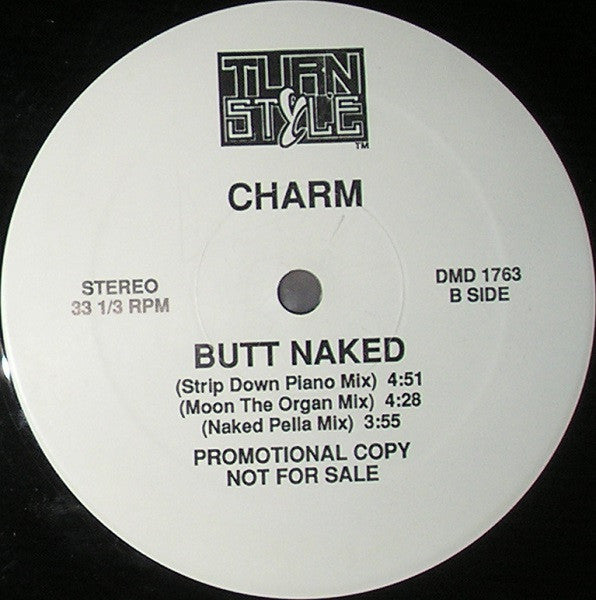 TURN
STYLE
TM
CHARM
STEREO
33 1/3 RPM
DMD 1763
B SIDE
BUTT NAKED
(Strip Down Piano Mix) 4:51
(Moon The Organ Mix) 4:28
(Naked Pella Mix) 3:55
PROMOTIONAL COPY
NOT FOR SALE